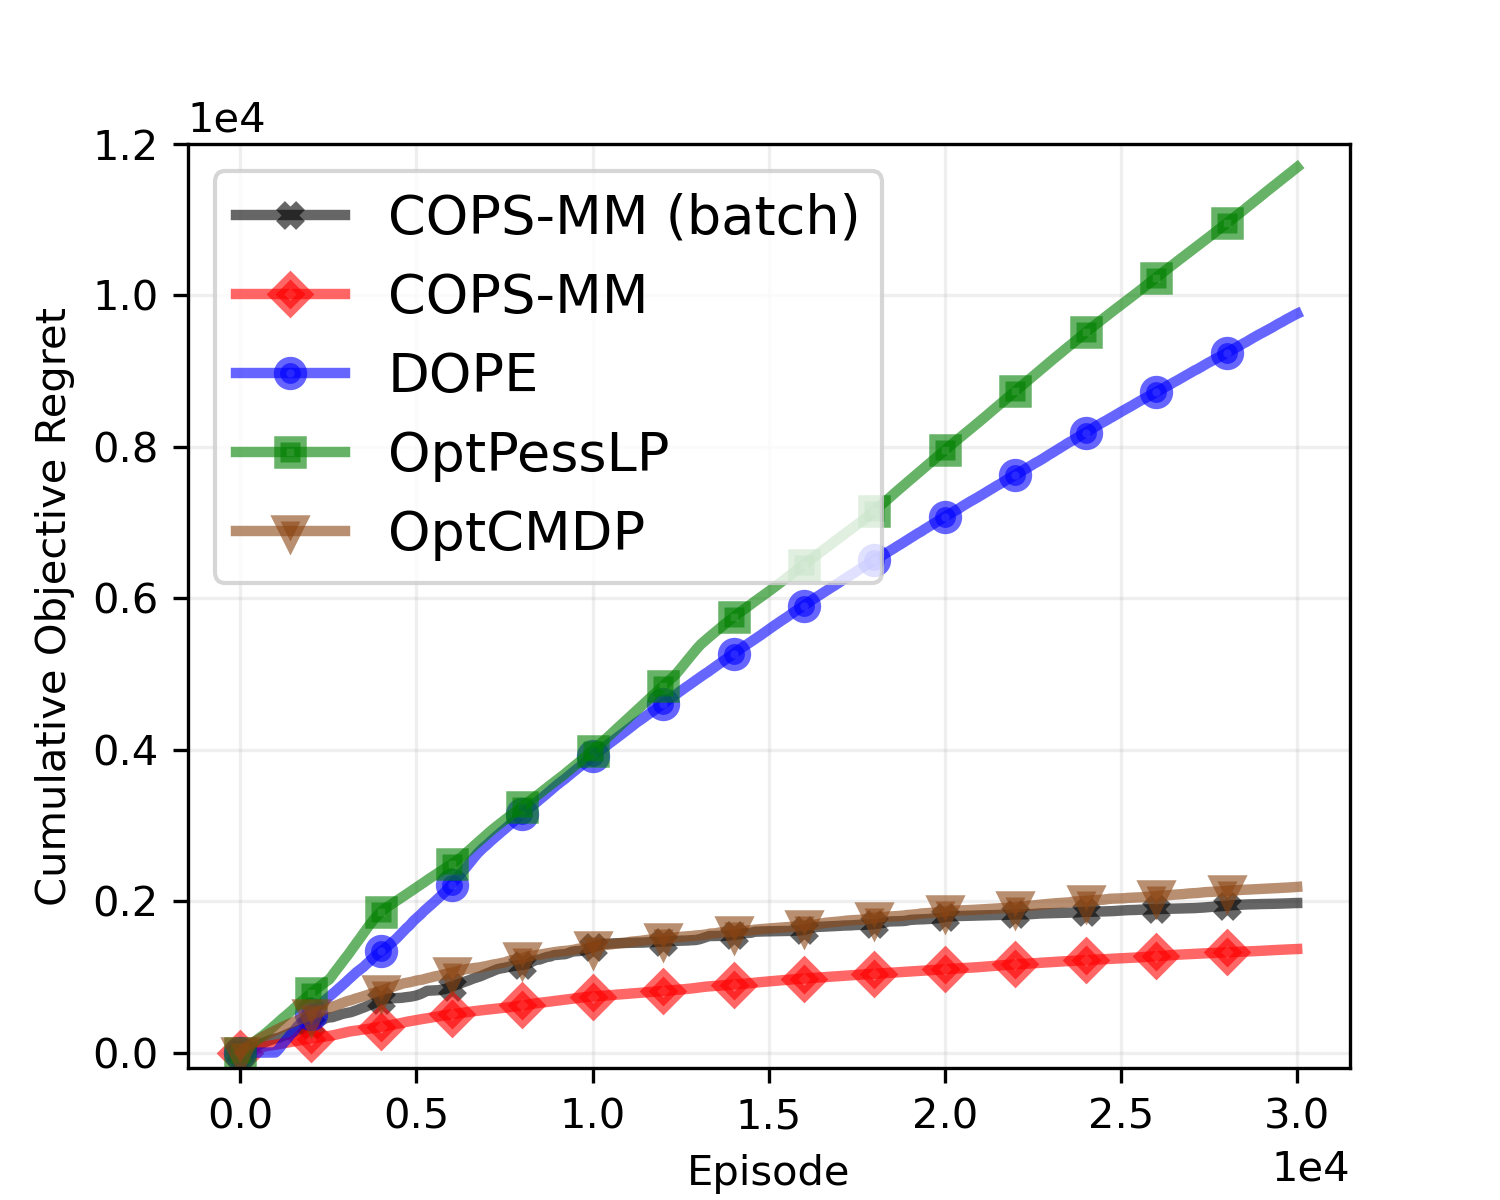 1e4
1.2
1.0
0.8
0.6
0.4
0.2
0.0
Cumulative Objective Regret
COPS-MM (batch)
COPS-MM
DOPE
OptPessLP
OptCMDP
0.0 0.5 1.0 1.5 2.0 2.5 3.0
Episode
1e4